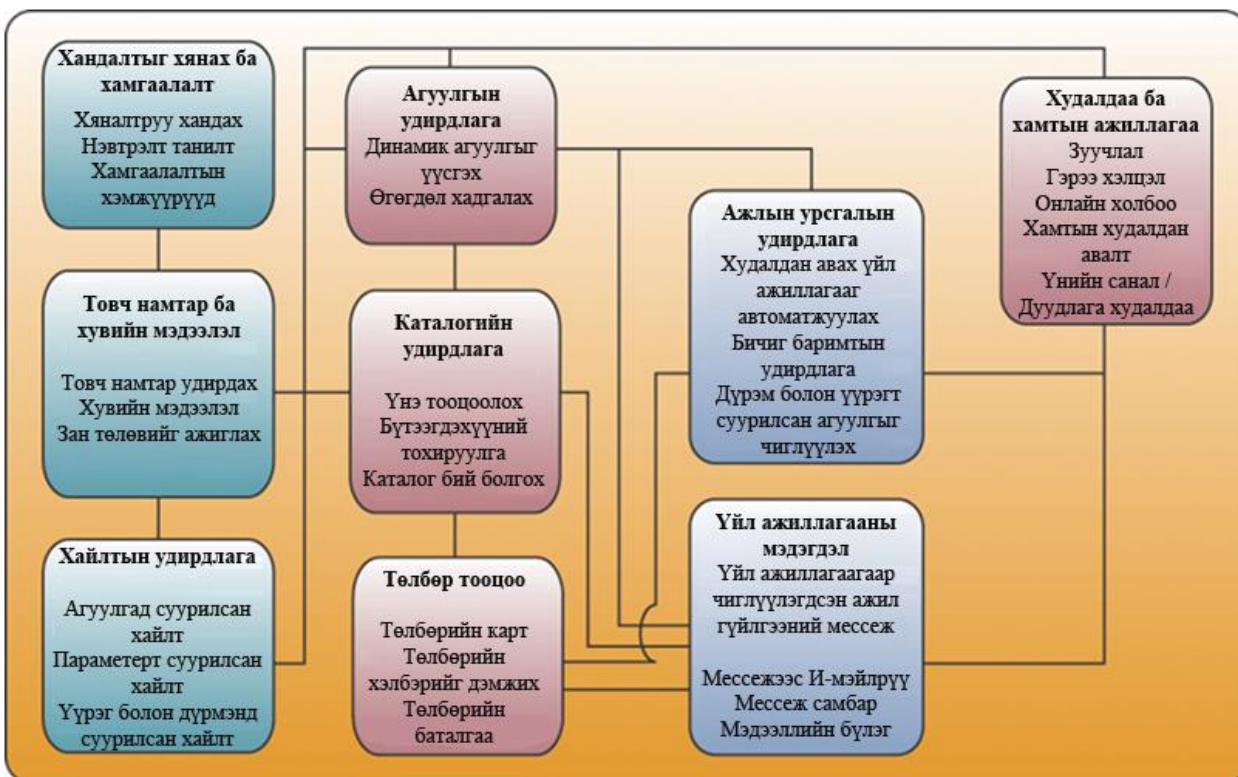 Хандалтыг хянах ба
хамгаалалт
Хяналтруу хандах
Нэвтрэлт танилт
Хамгаалалтын
хэмжүүрүүд
Товч намтар ба
хувийн мэдээлэл
Товч намтар удирдах
Хувийн мэдээлэл
Зан төлөвийг ажиглах
Хайлтын удирдлага
Агуулгад суурилсан
хайлт
Параметерт суурилсан
хайлт
Үүрэг болон дүрмэнд
суурилсан хайлт
Агуулгын
удирдлага
Динамик агуулгыг
үүсгэх
Өгөгдөл хадгалах
Каталогийн
удирдлага
Үнэ тооцоолох
Бүтээгдэхүүний
тохируулга
Каталог бий болгох
Төлбөр тооцоо
Төлбөрийн карт
Төлбөрийн
хэлбэрийг дэмжих
Төлбөрийн
баталгаа
Ажлын урсгалын
удирдлага
Худалдан авах үйл
ажиллагааг
автоматжуулах
Бичиг баримтын
удирдлага
Дүрэм болон үүрэгт
суурилсан агуулгыг
чиглүүлэх
Үйл ажиллагааны
мэдэгдэл
Үйл ажиллагаагаар
чиглүүлэгдсэн ажил
гүйлгээний мессеж
Мессежээс И-мэйлрүү
Мессеж самбар
Мэдээллийн бүлэг
Худалдаа ба
хамтын ажиллагаа
Зуучлал
Гэрээ хэлцэл
Онлайн холбоо
Хамтын худалдан
авалт
Үнийн санал /
Дуудлага худалдаа